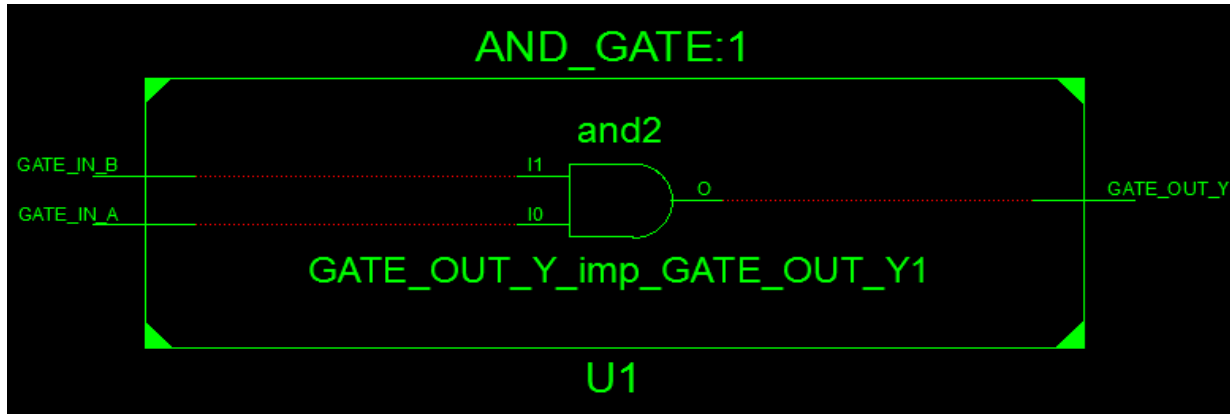 AND_GATE:1
and2
GATE_IN_B
I1
O
GATE_OUT_Y
GATE_IN_A
I0
GATE_OUT_Y_imp_GATE_OUT_Y1
U1